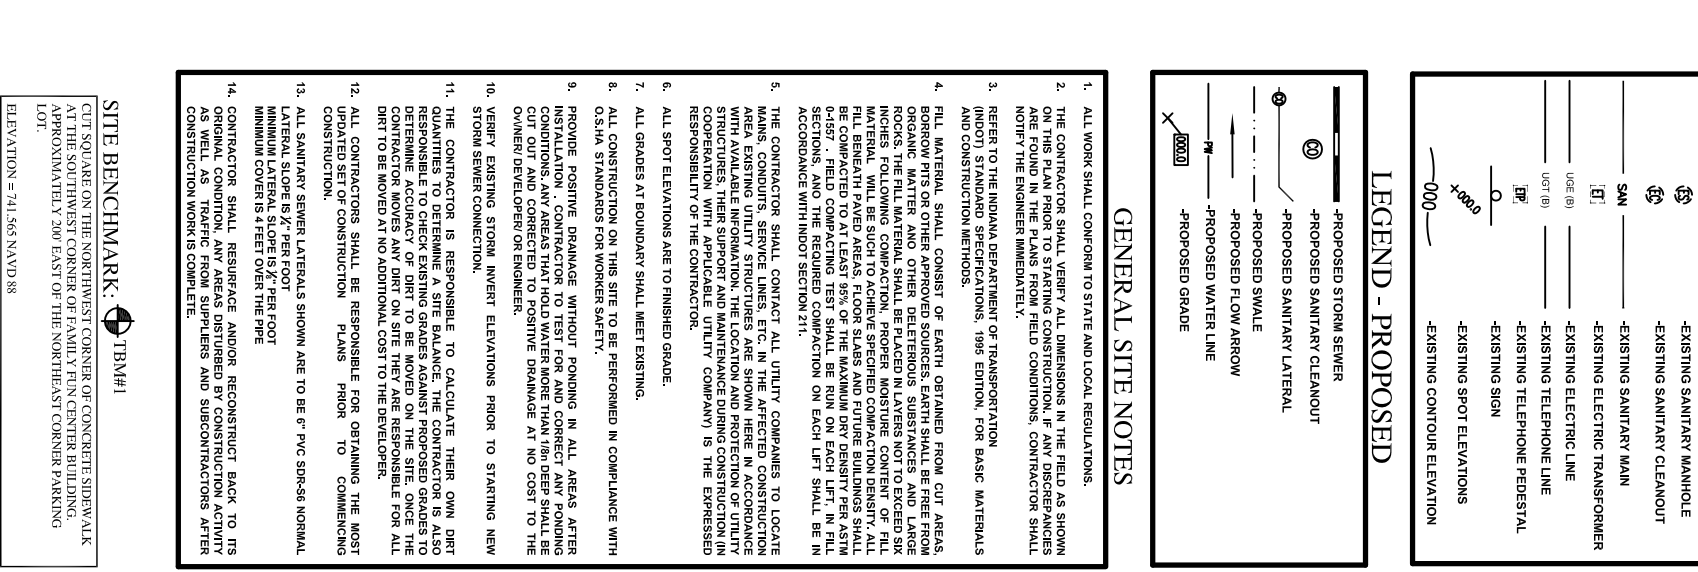 -EXISTING SANITARY MANHOLE
-EXISTING SANITARY CLEANOUT
SAN -EXISTING SANITARY MAIN
ET -EXISTING ELECTRIC TRANSFORMER
UGE (B) -EXISTING ELECTRIC LINE
UGT (B) -EXISTING TELEPHONE LINE
EPP -EXISTING TELEPHONE PEDESTAL
-EXISTING SIGN
+000.0 -EXISTING SPOT ELEVATIONS
000 -EXISTING CONTOUR ELEVATION
LEGEND - PROPOSED
-PROPOSED STORM SEWER
CO -PROPOSED SANITARY CLEANOUT
CO -PROPOSED SANITARY LATERAL
-PROPOSED SWALE
-PROPOSED FLOW ARROW
PW -PROPOSED WATER LINE
000.0 -PROPOSED GRADE
GENERAL SITE NOTES
1. ALL WORK SHALL CONFORM TO STATE AND LOCAL REGULATIONS.
2. THE CONTRACTOR SHALL VERIFY ALL DIMENSIONS IN THE FIELD AS SHOWN
ON THIS PLAN PRIOR TO STARTING CONSTRUCTION. IF ANY DISCREPANCIES
ARE FOUND IN THE PLANS FROM FIELD CONDITIONS, CONTRACTOR SHALL
NOTIFY THE ENGINEER IMMEDIATELY.
3. REFER TO THE INDIANA DEPARTMENT OF TRANSPORTATION
(INDOT) STANDARD SPECIFICATIONS, 1995 EDITION, FOR BASIC MATERIALS
AND CONSTRUCTION METHODS.
4. FILL MATERIAL SHALL CONSIST OF EARTH OBTAINED FROM CUT AREAS,
BORROW PITS OR OTHER APPROVED SOURCES. EARTH SHALL BE FREE FROM
ORGANIC MATTER ANO OTHER DELETERIOUS SUBSTANCES AND LARGE
ROCKS. THE FILL MATERIAL SHALL BE PLACED IN LAYERS NOT TO EXCEED SIX
INCHES FOLLOWING COMPACTION, PROPER MOISTURE CONTENT OF FILL
MATERIAL WILL BE SUCH TO ACHIEVE SPECIFIED COMPACTION DENSITY. ALL
FILL BENEATH PAVED AREAS, FLOOR SLABS AND FUTURE BUILDINGS SHALL
BE COMPACTED TO AT LEAST 95% OF THE MAXIMUM DRY DENSITY PER ASTM
0-1557 . FIELD COMPACTING TEST SHALL BE RUN ON EACH LIFT, IN FILL
SECTIONS, ANO THE REQUIRED COMPACTION ON EACH LIFT SHALL BE IN
ACCORDANCE WITH INDOT SECTION 211.
5. THE CONTRACTOR SHALL CONTACT ALL UTILITY COMPANIES TO LOCATE
MAINS, CONDUITS, SERVICE LINES, ETC. IN THE AFFECTED CONSTRUCTION
AREA EXISTING UTILITY STRUCTURES ARE SHOWN HERE IN ACCORDANCE
WITH AVAILABLE INFORMATION. THE LOCATION AND PROTECTION OF UTILITY
STRUCTURES, THEIR SUPPORT AND MAINTENANCE DURING CONSTRUCTION (IN
COOPERATION WITH APPLICABLE UTILITY COMPANY) IS THE EXPRESSED
RESPONSIBILITY OF THE CONTRACTOR.
6. ALL SPOT ELEVATIONS ARE TO FINISHED GRADE.
7. ALL GRADES AT BOUNDARY SHALL MEET EXISTING.
8. ALL CONSTRUCTION ON THIS SITE TO BE PERFORMED IN COMPLIANCE WITH
O.S.HA STANDARDS FOR WORKER SAFETY.
9. PROVIDE POSITIVE DRAINAGE WITHOUT PONDING IN ALL AREAS AFTER
INSTALLATION . CONTRACTOR TO TEST FOR AND CORRECT ANY PONDING
CONDITIONS. ANY AREAS THAT HOLD WATER MORE THAN 1/8n DEEP SHALL BE
CUT OUT AND CORRECTED TO POSITIVE DRAINAGE AT NO COST TO THE
OvVNER/ DEVELOPER/ OR ENGINEER.
10. VERIFY EXISTING STORM INVERT ELEVATIONS PRIOR TO STARTING NEW
STORM SEWER CONNECTION.
11. THE CONTRACTOR IS RESPONSIBLE TO CALCULATE THEIR OWN DIRT
QUANTITIES TO DETERMINE A SITE BALANCE. THE CONTRACTOR IS ALSO
RESPONSIBLE TO CHECK EXISTING GRADES AGAINST PROPOSED GRADES TO
DETERMINE ACCURACY OF DIRT TO BE MOVED ON THE SITE. ONCE THE
CONTRACTOR MOVES ANY DIRT ON SITE THEY ARE RESPONSIBLE FOR ALL
DIRT TO BE MOVED AT NO ADDITIONAL COST TO THE DEVELOPER.
12. ALL CONTRACTORS SHALL BE RESPONSIBLE FOR OBTAINING THE MOST
UPDATED SET OF CONSTRUCTION PLANS PRIOR TO COMMENCING
CONSTRUCTION.
13. ALL SANITARY SEWER LATERALS SHOWN ARE TO BE 6" PVC SDR-56 NORMAL
LATERAL SLOPE IS ¼" PER FOOT
MINIMUM LATERAL SLOPE IS ⅛" PER FOOT
MINIMUM COVER IS 4 FEET OVER THE PIPE
14. CONTRACTOR SHALL RESURFACE AND/OR RECONSTRUCT BACK TO ITS
ORIGINAL CONDITION, ANY AREAS DISTURBED BY CONSTRUCTION ACTIVITY
AS WELL AS TRAFFIC FROM SUPPLIERS AND SUBCONTRACTORS AFTER
CONSTRUCTION WORK IS COMPLETE.
SITE BENCHMARK: TBM#1
CUT SQUARE ON THE NORTHWEST CORNER OF CONCRETE SIDEWALK
AT THE SOUTHWEST CORNER OF FAMILY FUN CENTER BUILDING.
APPROXIMATELY 200' EAST OF THE NORTHEAST CORNER PARKING
LOT.
ELEVATION = 741.565 NAVD 88